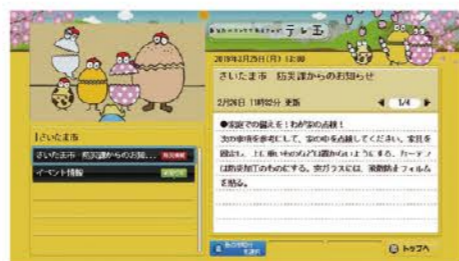 テレ玉
2019年2月25日(月) 12:00
さいたま市 防災課からのお知らせ
2月26日 11時02分 更新
1/4
●家庭での備えを!わが家の点検!
次の事項を参考にして、家の中を点検してください。家具を
固定し、上に重いものなどは置かないようにする。カーテン
は防炎加工のものにする。窓ガラスには、飛散防止フィルム
を貼る。
さいたま市
さいたま市 防災課からのお知...
イベント情報
トップへ